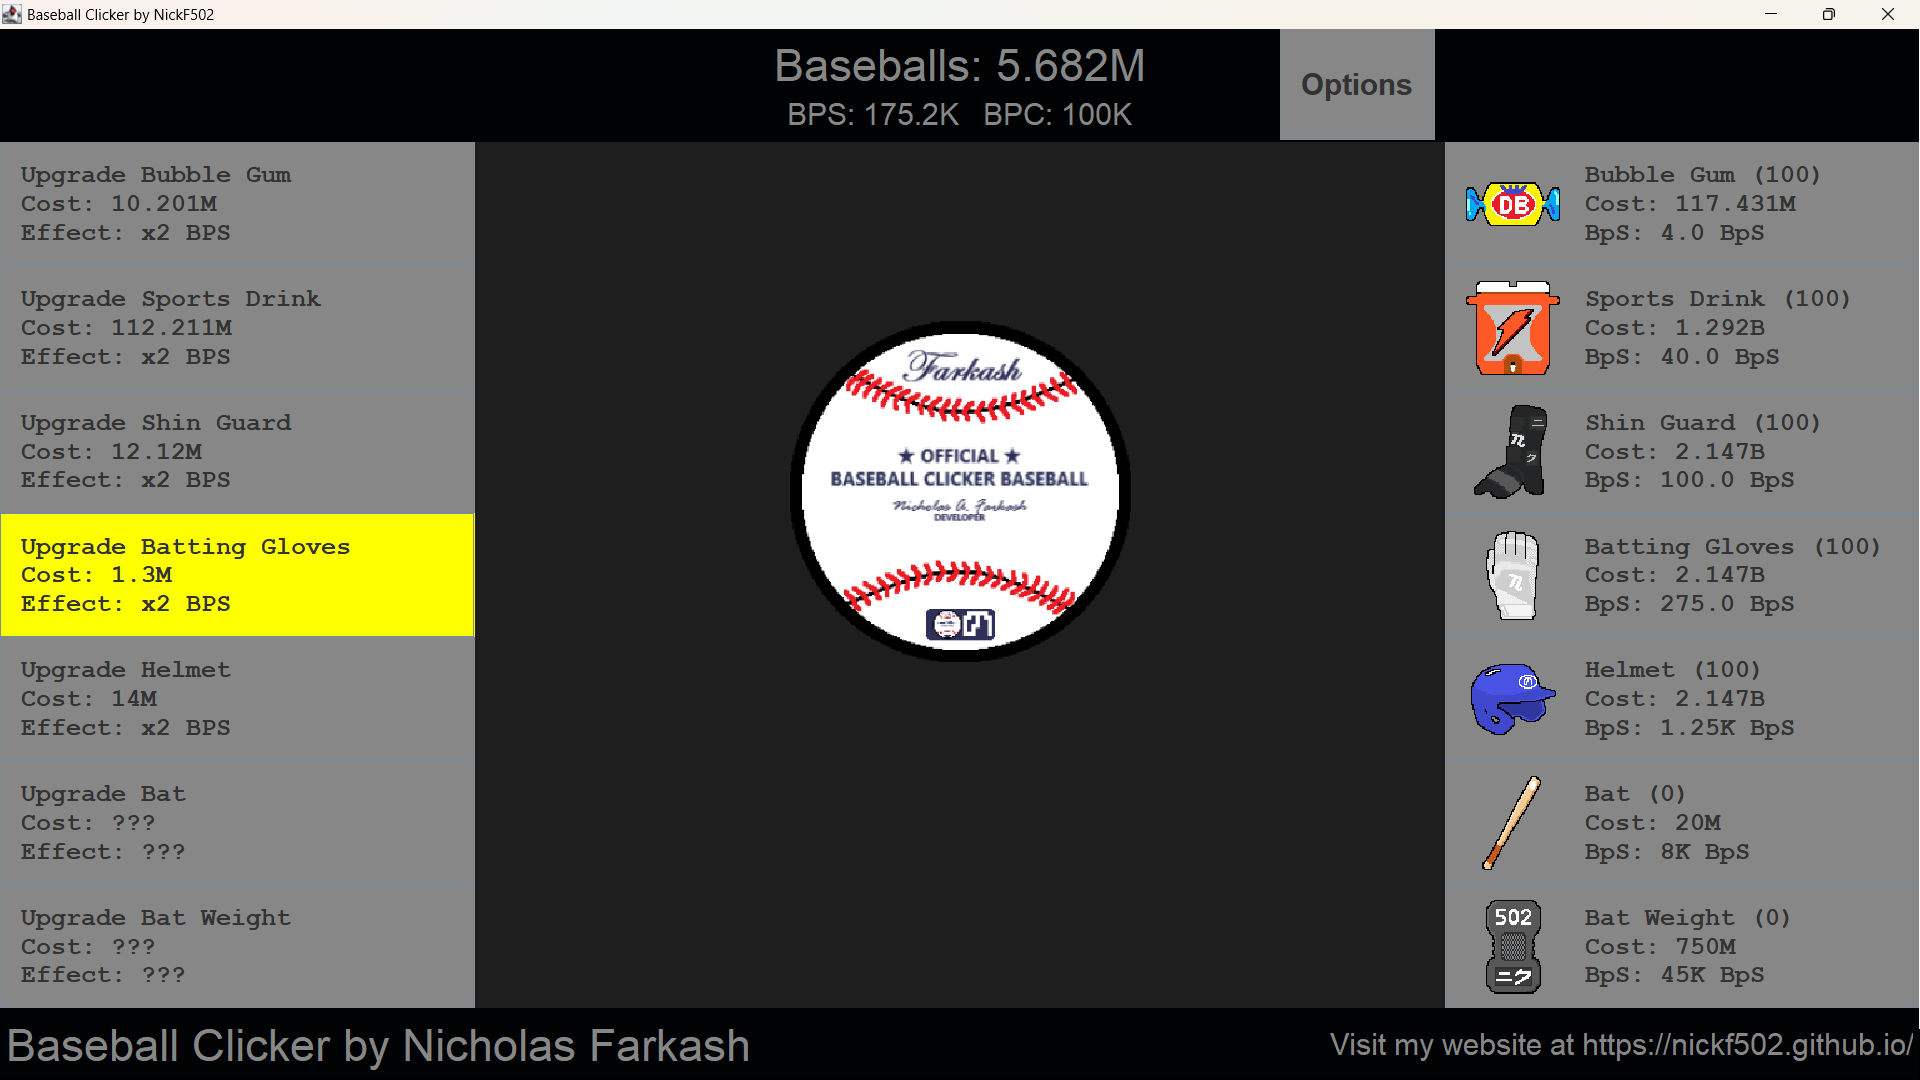 Baseball Clicker by NickF502
Baseballs: 5.682M
BPS: 175.2K BPC: 100K
Options
Upgrade Bubble Gum
Cost: 10.201M
Effect: x2 BPS
Upgrade Sports Drink
Cost: 112.211M
Effect: x2 BPS
Upgrade Shin Guard
Cost: 12.12M
Effect: x2 BPS
Upgrade Batting Gloves
Cost: 1.3M
Effect: x2 BPS
Upgrade Helmet
Cost: 14M
Effect: x2 BPS
Upgrade Bat
Cost: ???
Effect: ???
Upgrade Bat Weight
Cost: ???
Effect: ???
Farkash
★ OFFICIAL ★
BASEBALL CLICKER BASEBALL
Nicholas A. Farkash
DEVELOPER
DB
Bubble Gum (100)
Cost: 117.431M
BpS: 4.0 BpS
Sports Drink (100)
Cost: 1.292B
BpS: 40.0 BpS
Shin Guard (100)
Cost: 2.147B
BpS: 100.0 BpS
Batting Gloves (100)
Cost: 2.147B
BpS: 275.0 BpS
Helmet (100)
Cost: 2.147B
BpS: 1.25K BpS
Bat (0)
Cost: 20M
BpS: 8K BpS
502
ニク
Bat Weight (0)
Cost: 750M
BpS: 45K BpS
Baseball Clicker by Nicholas Farkash
Visit my website at https://nickf502.github.io/